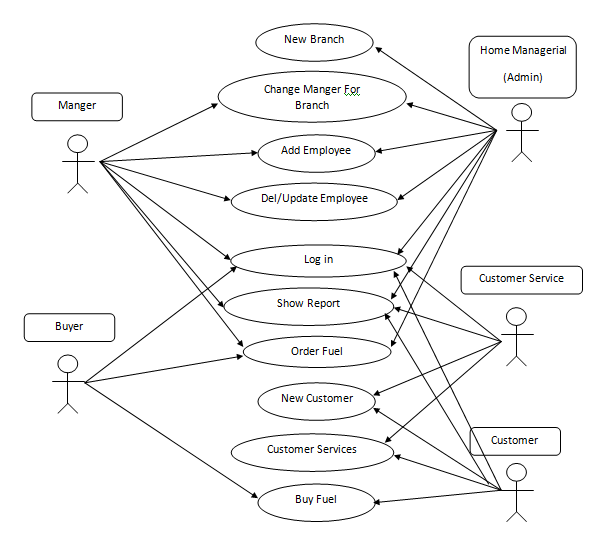 New Branch
Home Managerial
(Admin)
Change Manger For
Branch
Manger
Add Employee
Del/Update Employee
Log in
Customer Service
Show Report
Buyer
Order Fuel
New Customer
Customer
Customer Services
Buy Fuel